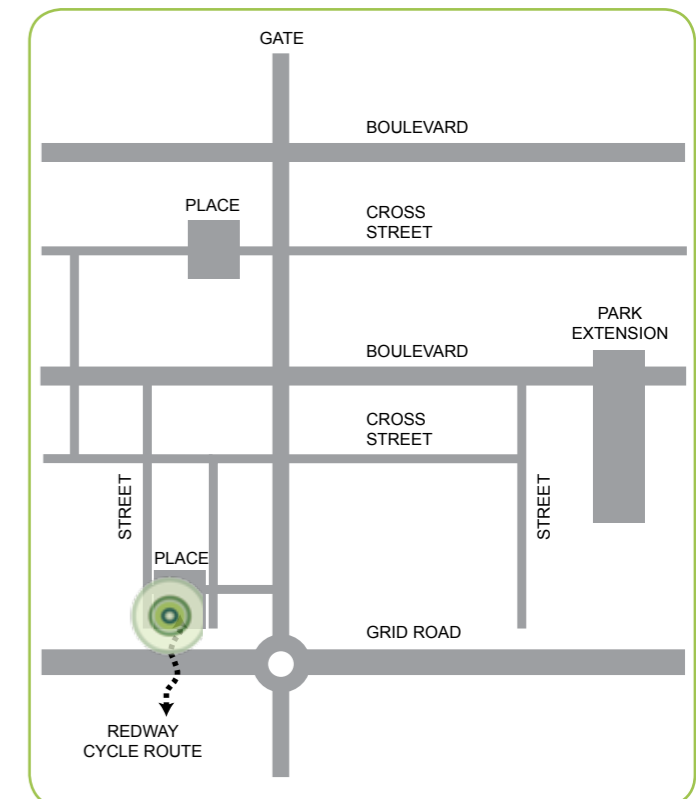 GATE
BOULEVARD
PLACE
CROSS
STREET
PARK
EXTENSION
BOULEVARD
CROSS
STREET
STREET
STREET
PLACE
GRID ROAD
REDWAY
CYCLE ROUTE